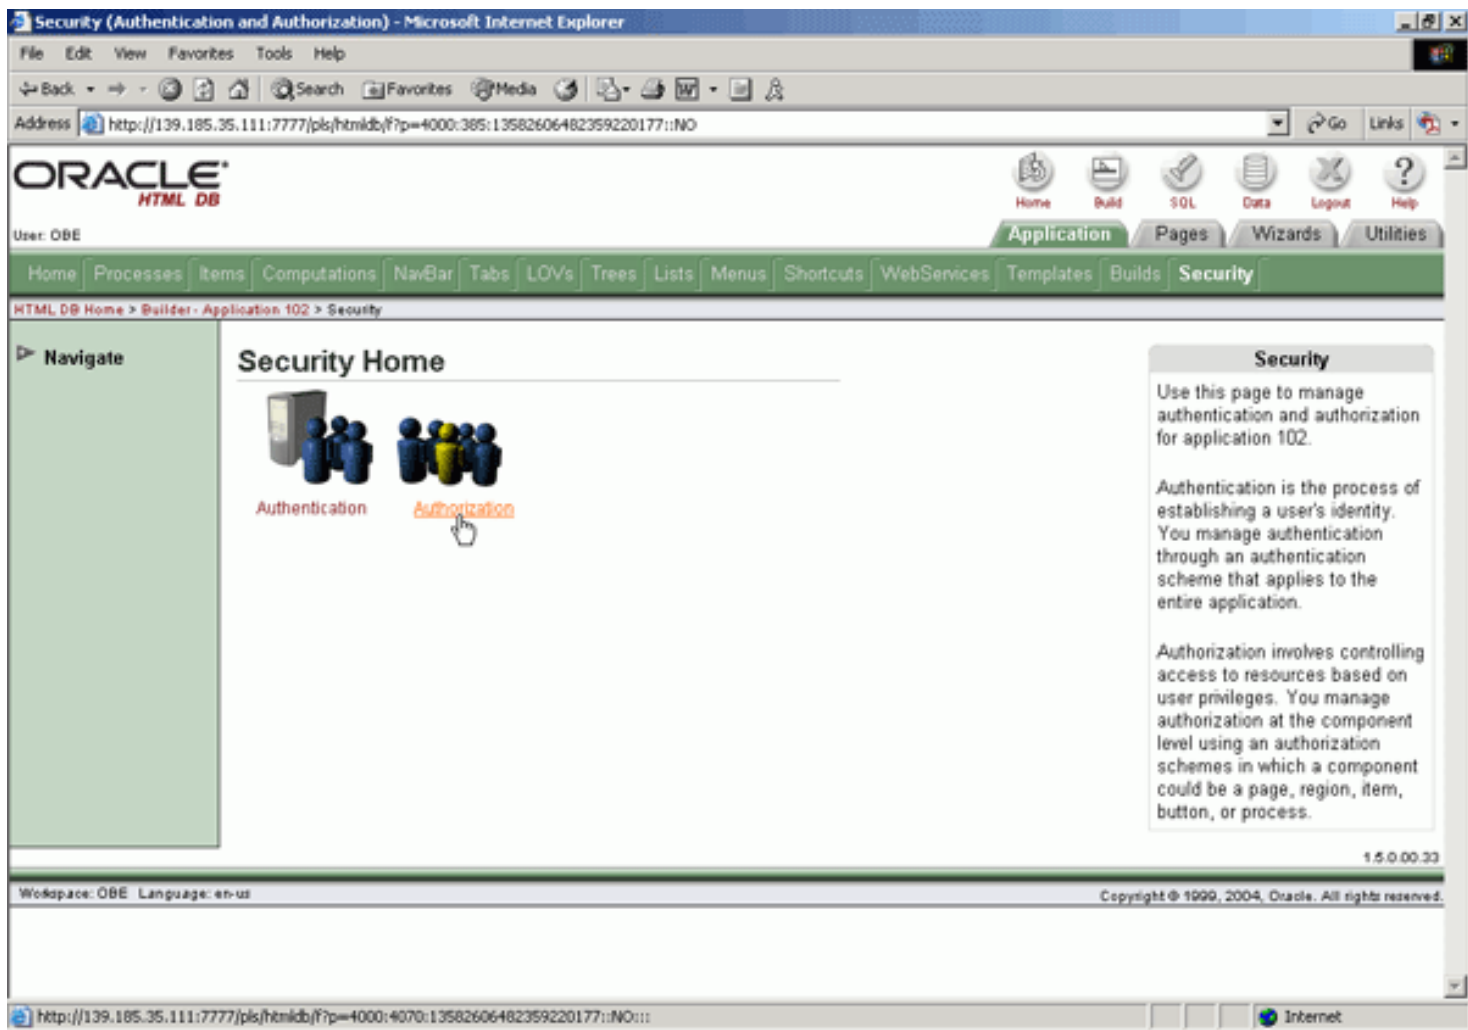 Security (Authentication and Authorization) - Microsoft Internet Explorer
File Edit View Favorites Tools Help
Back Search Favorites Media
Address http://139.185.35.111:7777/pls/htmldb/f?p=4000:385:13582606482359220177::NO Go Links
ORACLE
HTML DB
Home Build SQL Data Logout Help
User: OBE
Application Pages Wizards Utilities
Home Processes Items Computations NavBar Tabs LOVs Trees Lists Menus Shortcuts WebServices Templates Builds Security
HTML DB Home > Builder - Application 102 > Security
Navigate
Security Home
Authentication Authorization
Security
Use this page to manage
authentication and authorization
for application 102.
Authentication is the process of
establishing a user's identity.
You manage authentication
through an authentication
scheme that applies to the
entire application.
Authorization involves controlling
access to resources based on
user privileges. You manage
authorization at the component
level using an authorization
schemes in which a component
could be a page, region, item,
button, or process.
1.5.0.00.33
Workspace: OBE Language: en-us
Copyright © 1999, 2004, Oracle. All rights reserved.
http://139.185.35.111:7777/pls/htmldb/f?p=4000:4070:13582606482359220177::NO::: Internet